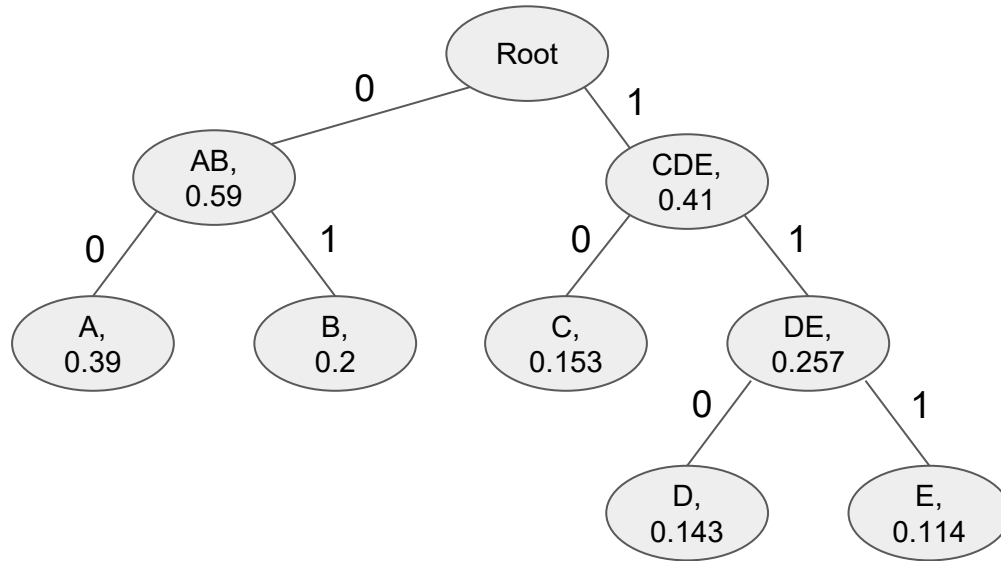 Root
0
1
AB,
0.59
CDE,
0.41
0
1
0
1
A,
0.39
B,
0.2
C,
0.153
DE,
0.257
0
1
D,
0.143
E,
0.114